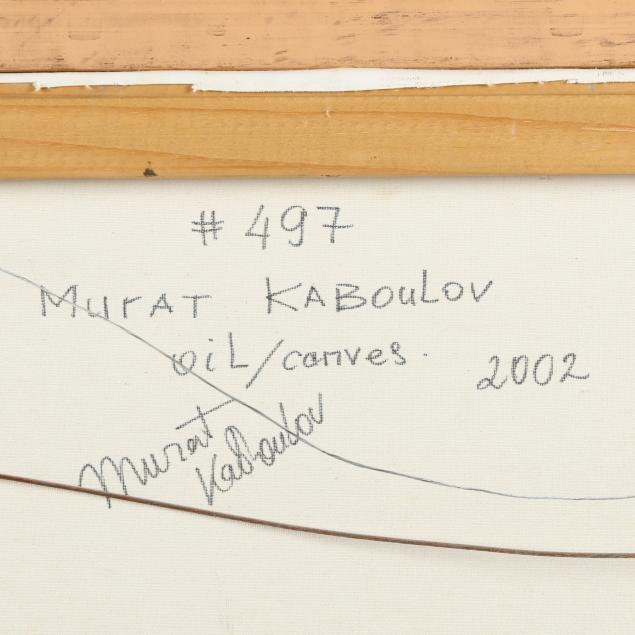 # 497
MUrAT KABOULOV
oiL/canves. 2002
Murat
Kaboulov